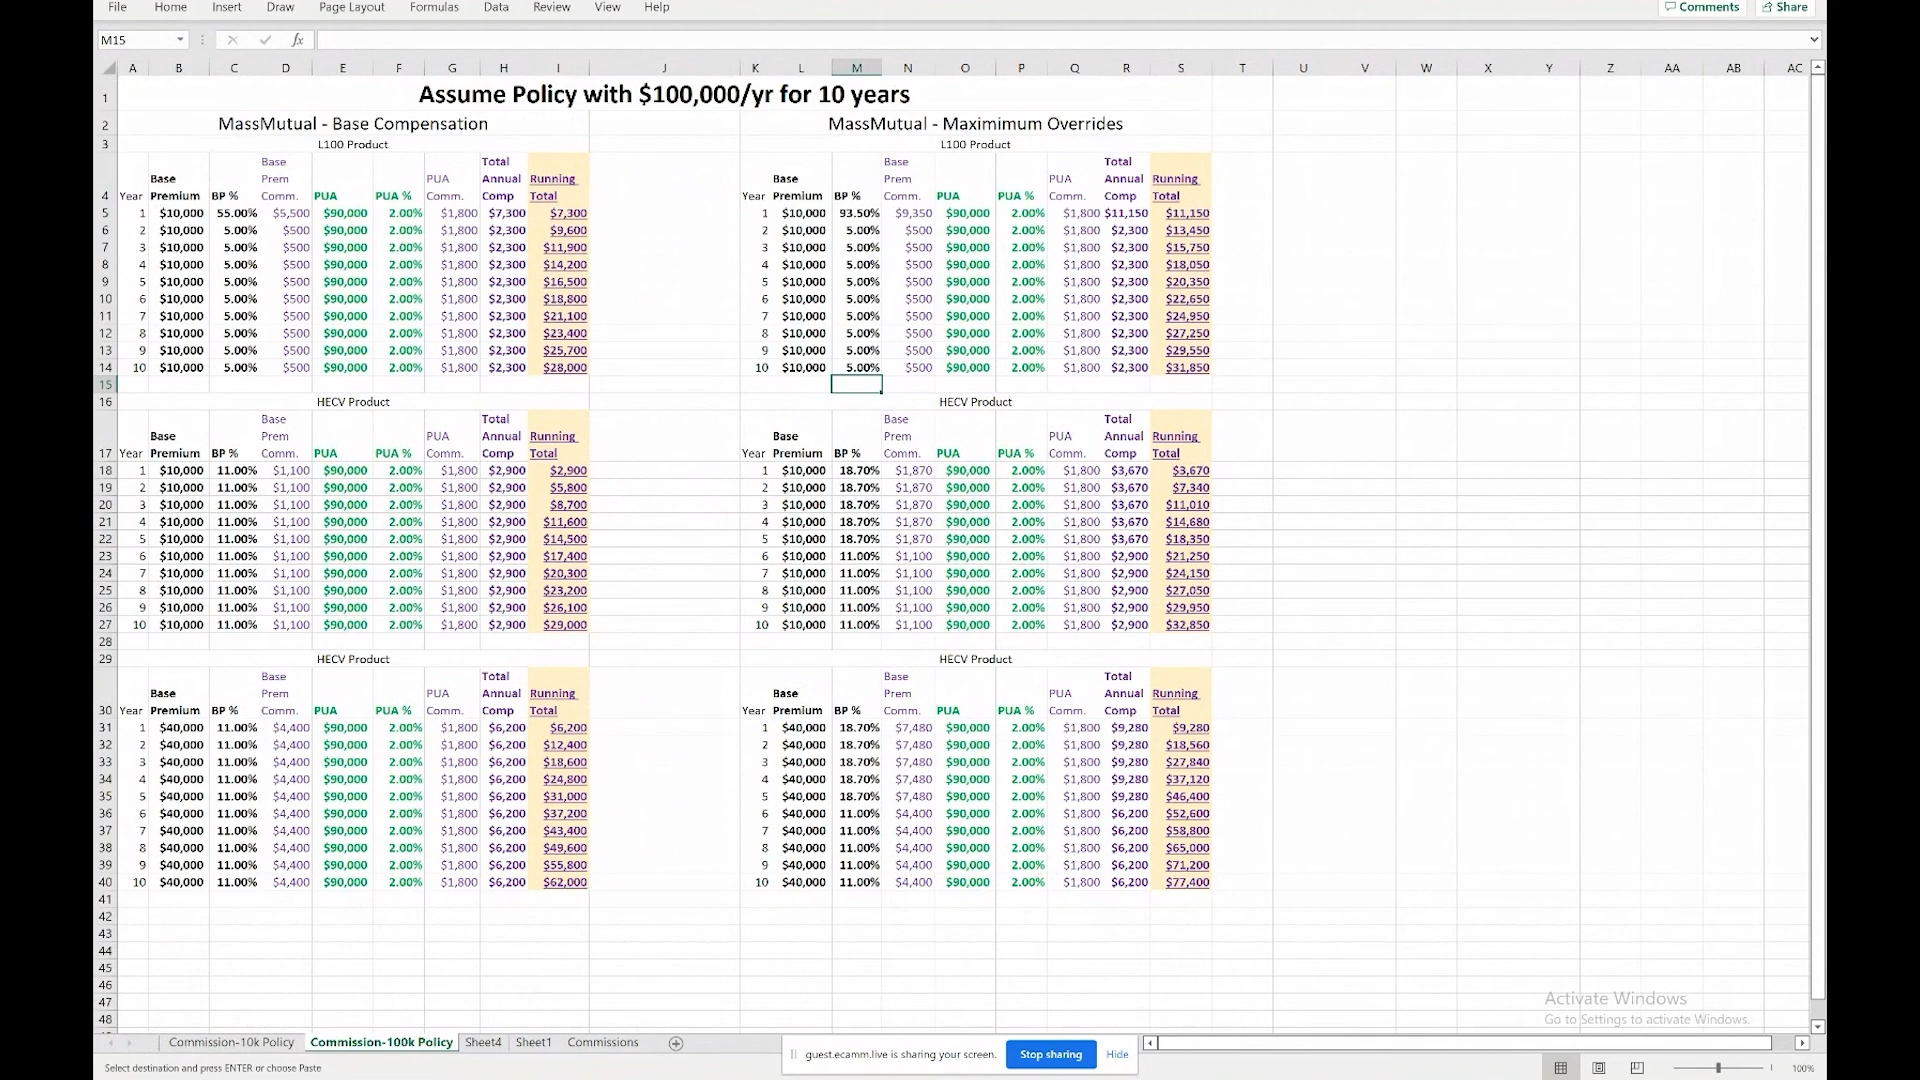 File Home Insert Draw Page Layout Formulas Data Review View Help Comments Share
M15 fx
A B C D E F G H I J K L M N O P Q R S T U V W X Y Z AA AB AC
1 Assume Policy with $100,000/yr for 10 years
2 MassMutual - Base Compensation MassMutual - Maximimum Overrides
3 L100 Product L100 Product
Base Total Base Total
Base Prem PUA Annual Running Base Prem PUA Annual Running
4 Year Premium BP % Comm. PUA PUA % Comm. Comp Total Year Premium BP % Comm. PUA PUA % Comm. Comp Total
5 1 $10,000 55.00% $5,500 $90,000 2.00% $1,800 $7,300 $7,300 1 $10,000 93.50% $9,350 $90,000 2.00% $1,800 $11,150 $11,150
6 2 $10,000 5.00% $500 $90,000 2.00% $1,800 $2,300 $9,600 2 $10,000 5.00% $500 $90,000 2.00% $1,800 $2,300 $13,450
7 3 $10,000 5.00% $500 $90,000 2.00% $1,800 $2,300 $11,900 3 $10,000 5.00% $500 $90,000 2.00% $1,800 $2,300 $15,750
8 4 $10,000 5.00% $500 $90,000 2.00% $1,800 $2,300 $14,200 4 $10,000 5.00% $500 $90,000 2.00% $1,800 $2,300 $18,050
9 5 $10,000 5.00% $500 $90,000 2.00% $1,800 $2,300 $16,500 5 $10,000 5.00% $500 $90,000 2.00% $1,800 $2,300 $20,350
10 6 $10,000 5.00% $500 $90,000 2.00% $1,800 $2,300 $18,800 6 $10,000 5.00% $500 $90,000 2.00% $1,800 $2,300 $22,650
11 7 $10,000 5.00% $500 $90,000 2.00% $1,800 $2,300 $21,100 7 $10,000 5.00% $500 $90,000 2.00% $1,800 $2,300 $24,950
12 8 $10,000 5.00% $500 $90,000 2.00% $1,800 $2,300 $23,400 8 $10,000 5.00% $500 $90,000 2.00% $1,800 $2,300 $27,250
13 9 $10,000 5.00% $500 $90,000 2.00% $1,800 $2,300 $25,700 9 $10,000 5.00% $500 $90,000 2.00% $1,800 $2,300 $29,550
14 10 $10,000 5.00% $500 $90,000 2.00% $1,800 $2,300 $28,000 10 $10,000 5.00% $500 $90,000 2.00% $1,800 $2,300 $31,850
15
16 HECV Product HECV Product
Base Total Base Total
Base Prem PUA Annual Running Base Prem PUA Annual Running
17 Year Premium BP % Comm. PUA PUA % Comm. Comp Total Year Premium BP % Comm. PUA PUA % Comm. Comp Total
18 1 $10,000 11.00% $1,100 $90,000 2.00% $1,800 $2,900 $2,900 1 $10,000 18.70% $1,870 $90,000 2.00% $1,800 $3,670 $3,670
19 2 $10,000 11.00% $1,100 $90,000 2.00% $1,800 $2,900 $5,800 2 $10,000 18.70% $1,870 $90,000 2.00% $1,800 $3,670 $7,340
20 3 $10,000 11.00% $1,100 $90,000 2.00% $1,800 $2,900 $8,700 3 $10,000 18.70% $1,870 $90,000 2.00% $1,800 $3,670 $11,010
21 4 $10,000 11.00% $1,100 $90,000 2.00% $1,800 $2,900 $11,600 4 $10,000 18.70% $1,870 $90,000 2.00% $1,800 $3,670 $14,680
22 5 $10,000 11.00% $1,100 $90,000 2.00% $1,800 $2,900 $14,500 5 $10,000 18.70% $1,870 $90,000 2.00% $1,800 $3,670 $18,350
23 6 $10,000 11.00% $1,100 $90,000 2.00% $1,800 $2,900 $17,400 6 $10,000 11.00% $1,100 $90,000 2.00% $1,800 $2,900 $21,250
24 7 $10,000 11.00% $1,100 $90,000 2.00% $1,800 $2,900 $20,300 7 $10,000 11.00% $1,100 $90,000 2.00% $1,800 $2,900 $24,150
25 8 $10,000 11.00% $1,100 $90,000 2.00% $1,800 $2,900 $23,200 8 $10,000 11.00% $1,100 $90,000 2.00% $1,800 $2,900 $27,050
26 9 $10,000 11.00% $1,100 $90,000 2.00% $1,800 $2,900 $26,100 9 $10,000 11.00% $1,100 $90,000 2.00% $1,800 $2,900 $29,950
27 10 $10,000 11.00% $1,100 $90,000 2.00% $1,800 $2,900 $29,000 10 $10,000 11.00% $1,100 $90,000 2.00% $1,800 $2,900 $32,850
28
29 HECV Product HECV Product
Base Total Base Total
Base Prem PUA Annual Running Base Prem PUA Annual Running
30 Year Premium BP % Comm. PUA PUA % Comm. Comp Total Year Premium BP % Comm. PUA PUA % Comm. Comp Total
31 1 $40,000 11.00% $4,400 $90,000 2.00% $1,800 $6,200 $6,200 1 $40,000 18.70% $7,480 $90,000 2.00% $1,800 $9,280 $9,280
32 2 $40,000 11.00% $4,400 $90,000 2.00% $1,800 $6,200 $12,400 2 $40,000 18.70% $7,480 $90,000 2.00% $1,800 $9,280 $18,560
33 3 $40,000 11.00% $4,400 $90,000 2.00% $1,800 $6,200 $18,600 3 $40,000 18.70% $7,480 $90,000 2.00% $1,800 $9,280 $27,840
34 4 $40,000 11.00% $4,400 $90,000 2.00% $1,800 $6,200 $24,800 4 $40,000 18.70% $7,480 $90,000 2.00% $1,800 $9,280 $37,120
35 5 $40,000 11.00% $4,400 $90,000 2.00% $1,800 $6,200 $31,000 5 $40,000 18.70% $7,480 $90,000 2.00% $1,800 $9,280 $46,400
36 6 $40,000 11.00% $4,400 $90,000 2.00% $1,800 $6,200 $37,200 6 $40,000 11.00% $4,400 $90,000 2.00% $1,800 $6,200 $52,600
37 7 $40,000 11.00% $4,400 $90,000 2.00% $1,800 $6,200 $43,400 7 $40,000 11.00% $4,400 $90,000 2.00% $1,800 $6,200 $58,800
38 8 $40,000 11.00% $4,400 $90,000 2.00% $1,800 $6,200 $49,600 8 $40,000 11.00% $4,400 $90,000 2.00% $1,800 $6,200 $65,000
39 9 $40,000 11.00% $4,400 $90,000 2.00% $1,800 $6,200 $55,800 9 $40,000 11.00% $4,400 $90,000 2.00% $1,800 $6,200 $71,200
40 10 $40,000 11.00% $4,400 $90,000 2.00% $1,800 $6,200 $62,000 10 $40,000 11.00% $4,400 $90,000 2.00% $1,800 $6,200 $77,400
41
42
43
44
45
46
47
48
Activate Windows
Go to Settings to activate Windows.
Commission-10k Policy Commission-100k Policy Sheet4 Sheet1 Commissions
guest.ecamm.live is sharing your screen. Stop sharing Hide
Select destination and press ENTER or choose Paste 100%